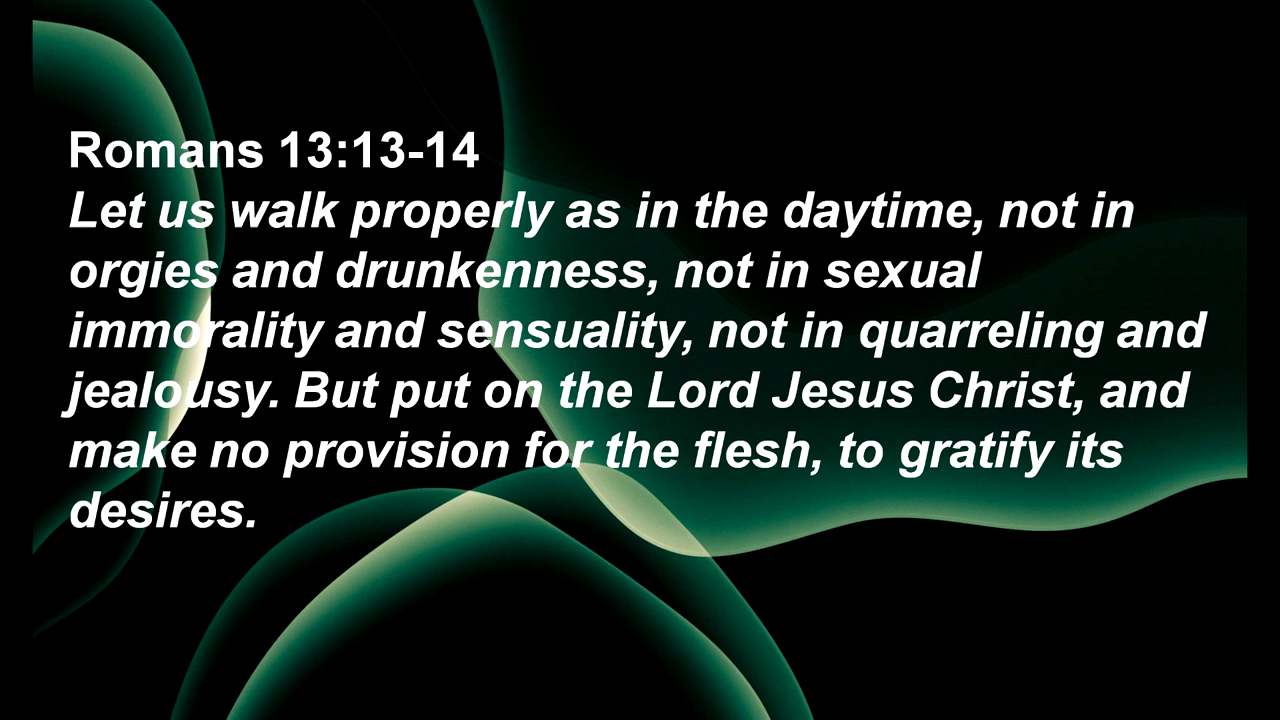 Romans 13:13-14
Let us walk properly as in the daytime, not in
orgies and drunkenness, not in sexual
immorality and sensuality, not in quarreling and
jealousy. But put on the Lord Jesus Christ, and
make no provision for the flesh, to gratify its
desires.